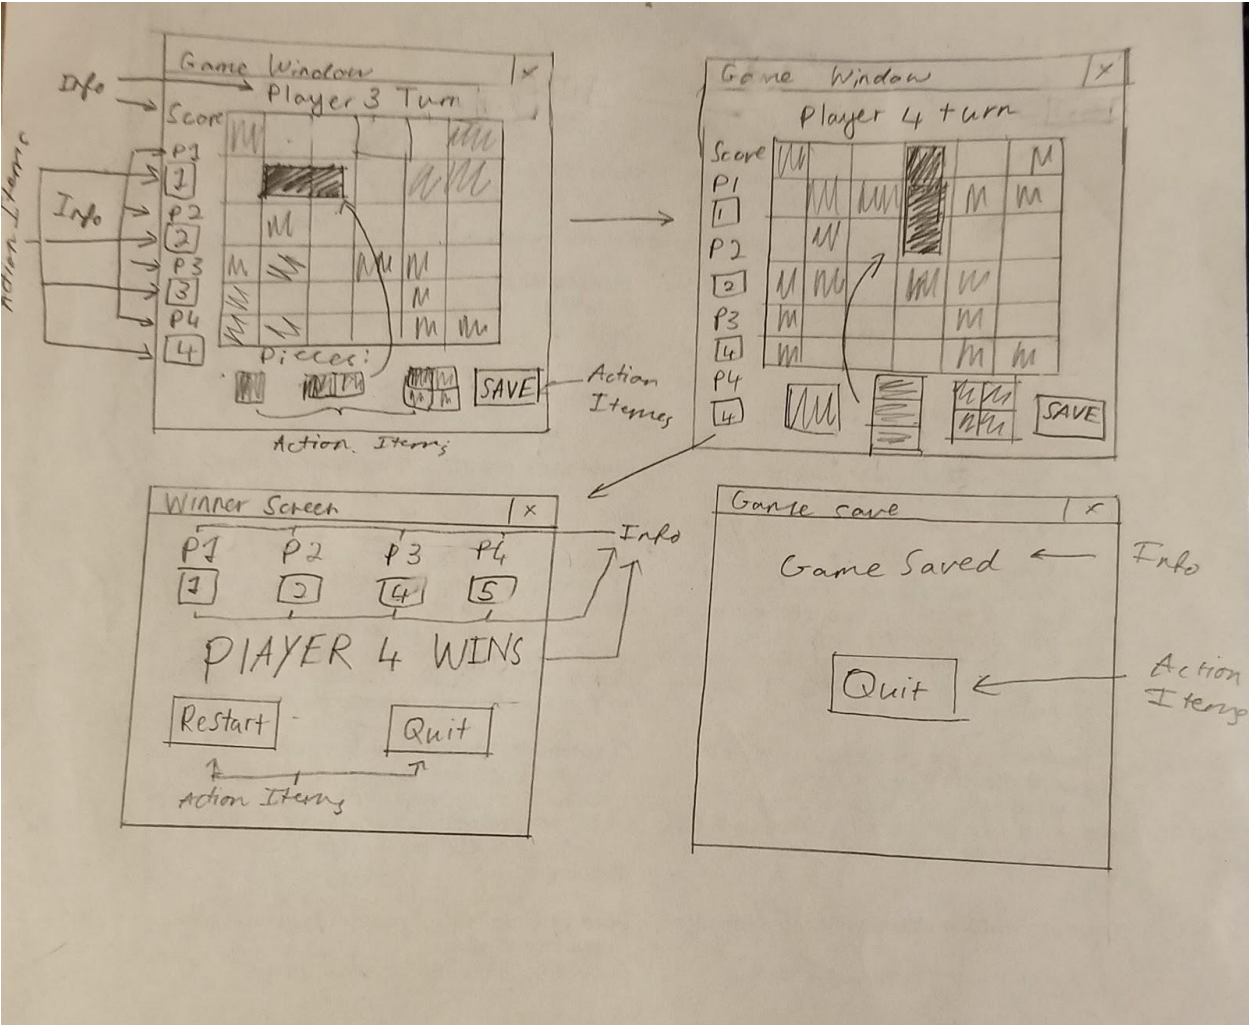 Game Window
x
Info
Player 3 Turn
Score
P1
1
Info
P2
2
P3
3
P4
4
Action Items
Pieces:
SAVE
Action
Itemes
Action Items
Game Window
x
Player 4 turn
Score
P1
1
P2
2
P3
4
P4
4
SAVE
Winner Screen
x
P1
P2
P3
P4
Info
1
2
4
5
PlAYER 4 WINS
Restart
Quit
Action Items
Game save
x
Game Saved
Info
Quit
Action
Items